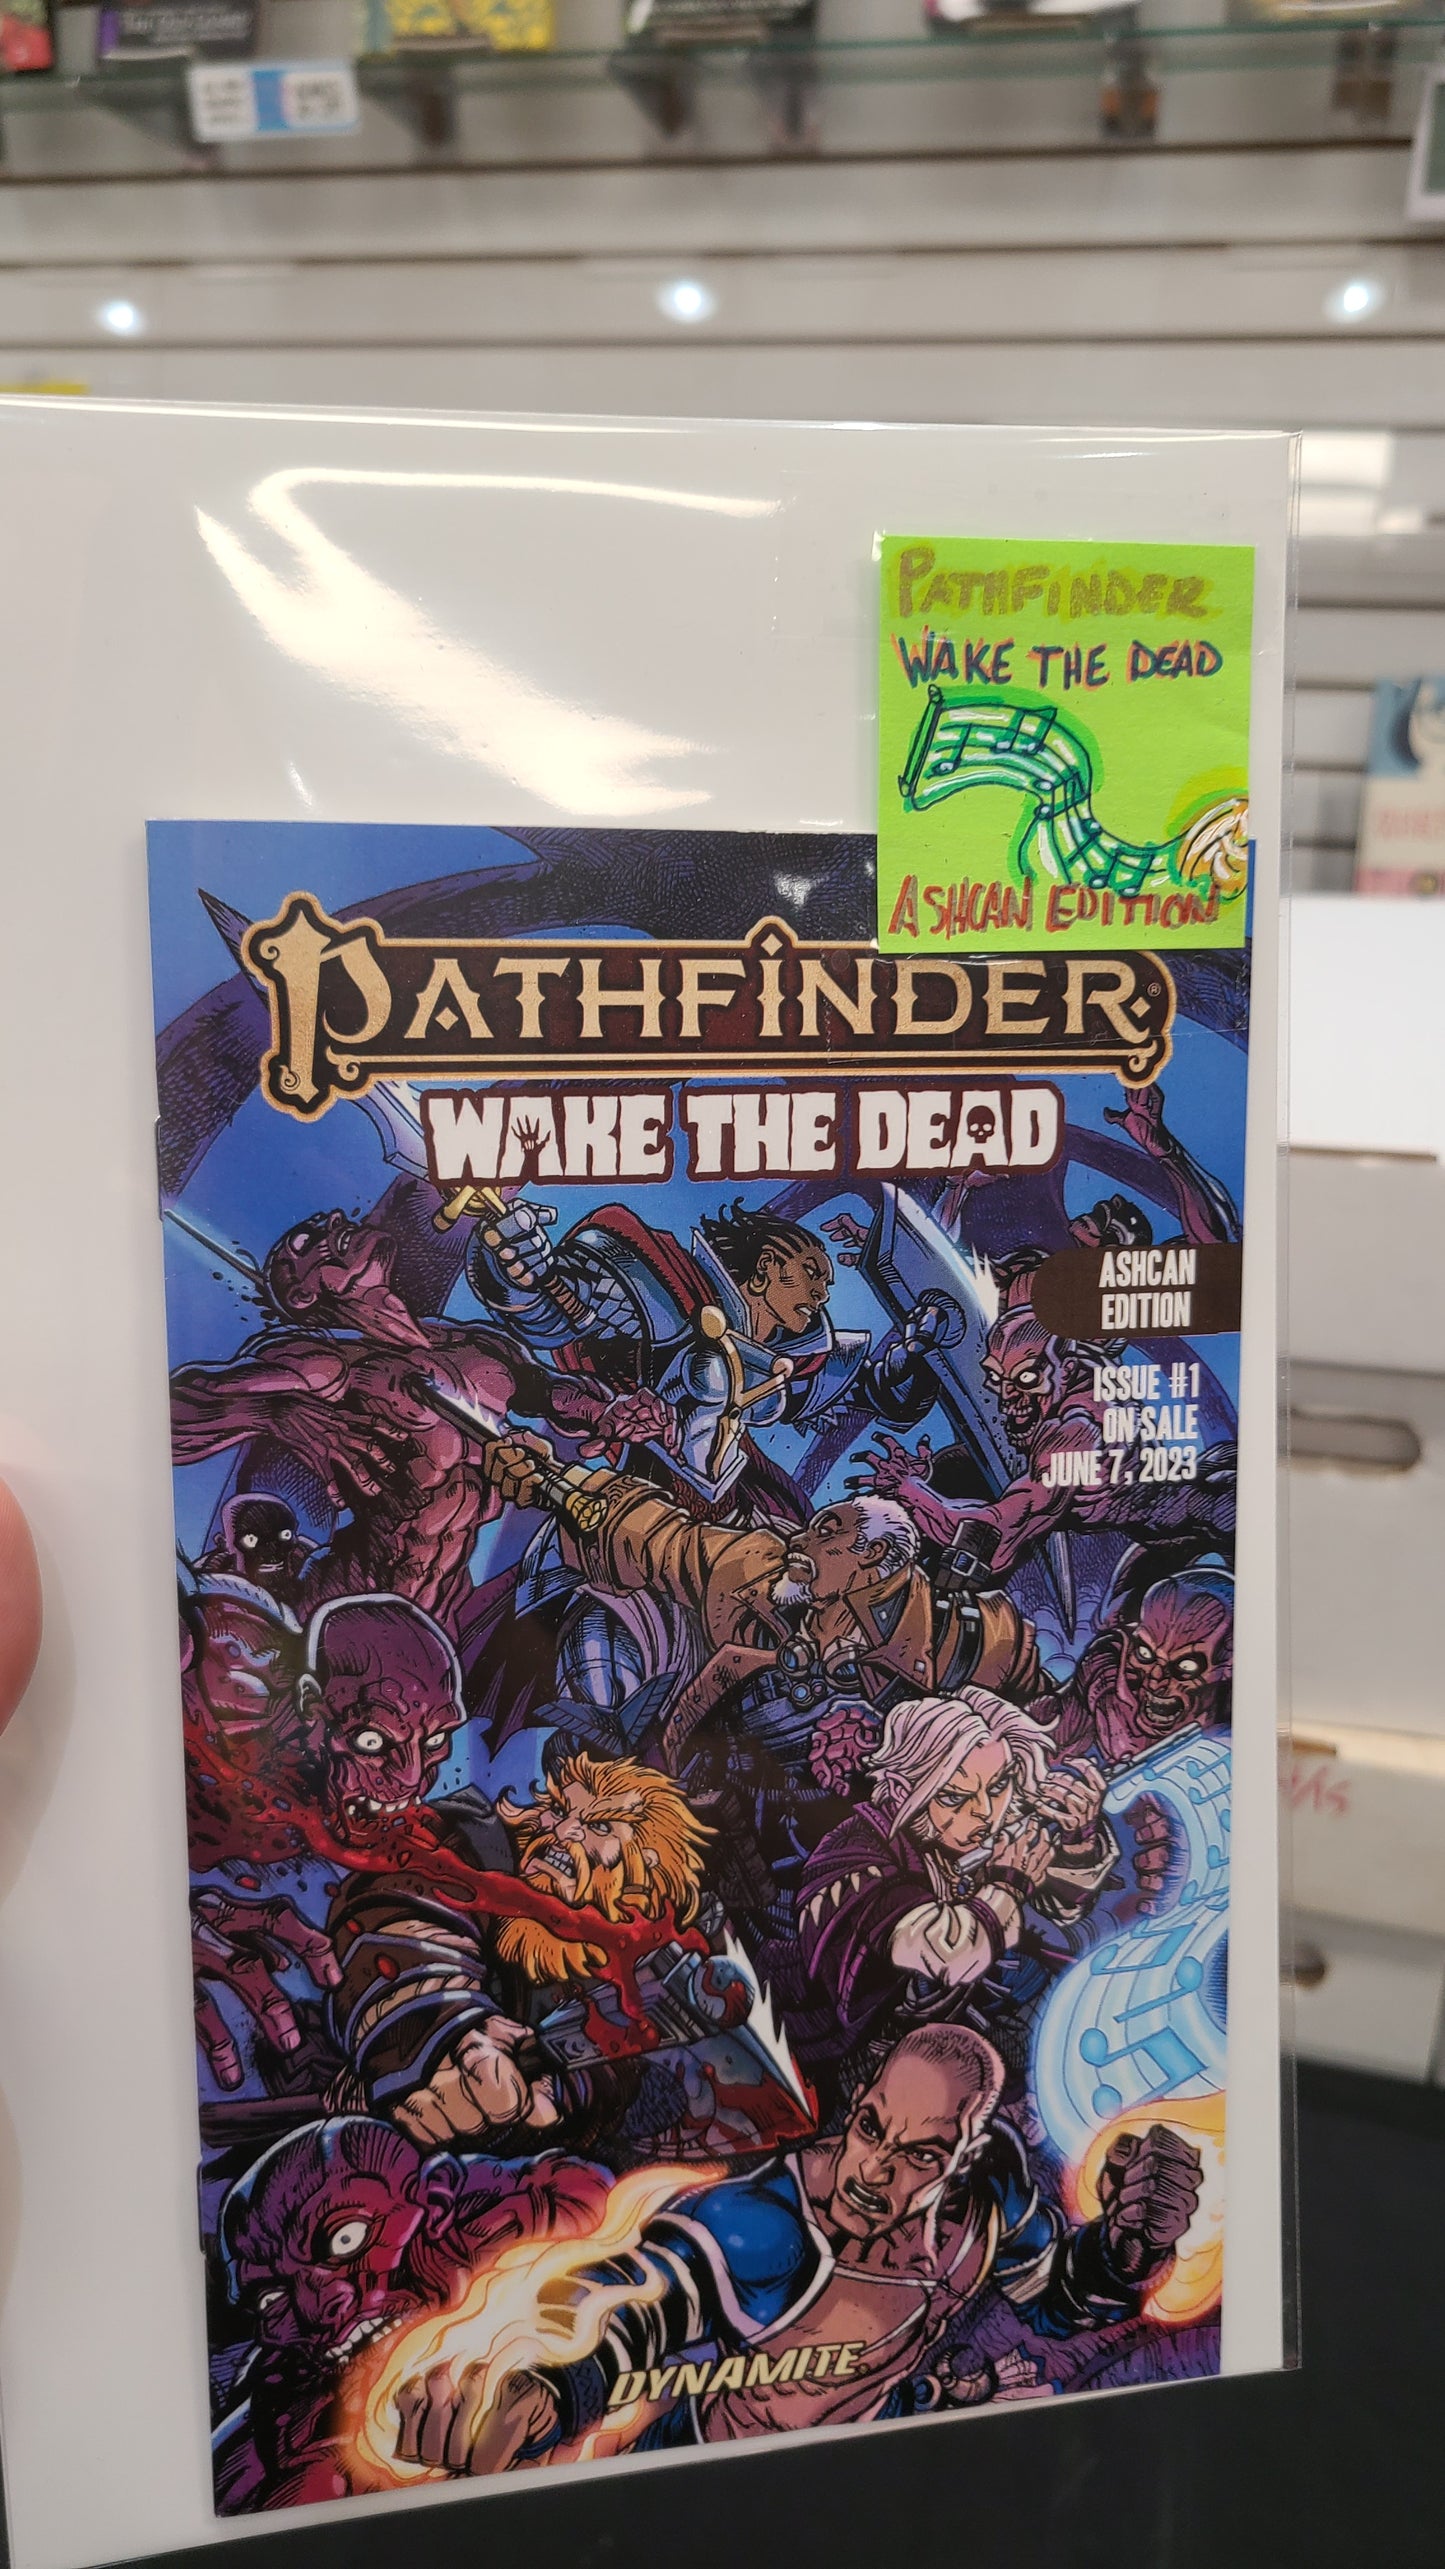 PATHFINDER
WAKE THE DEAD
ASHCAN EDITION
PATHFINDER®
WAKE THE DEAD
ASHCAN
EDITION
ISSUE #1
ON SALE
JUNE 7, 2023
DYNAMITE